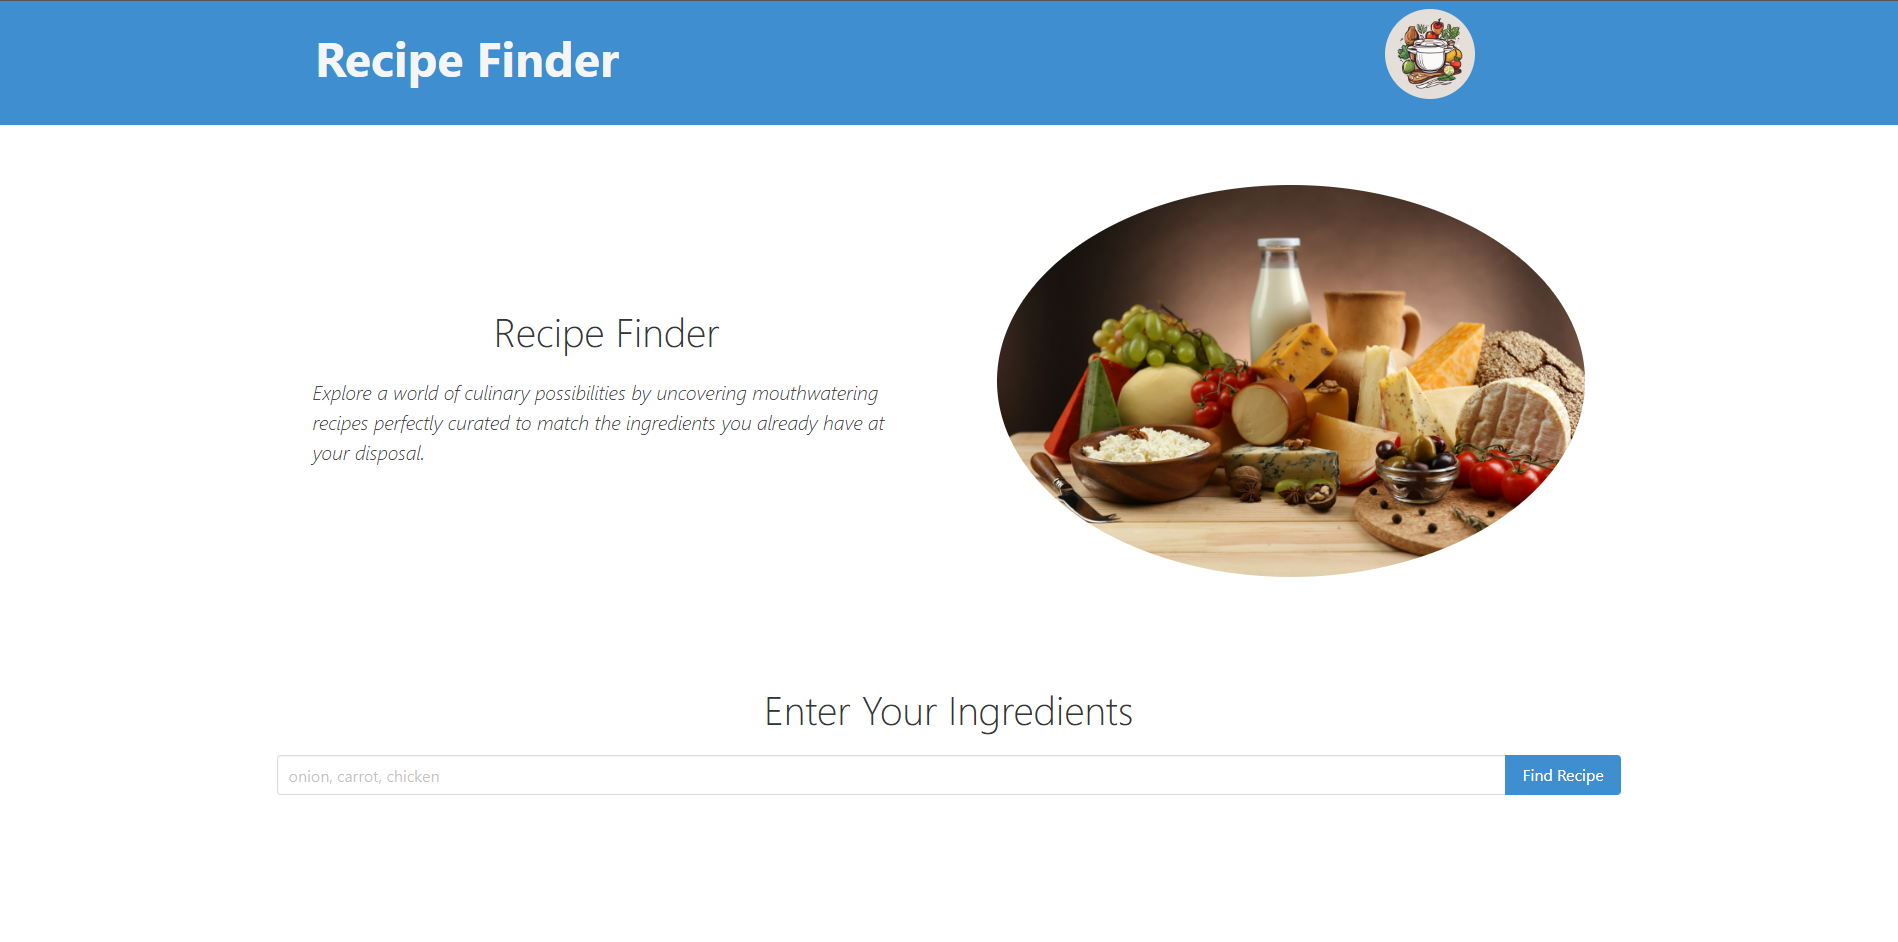 Recipe Finder
Recipe Finder
Explore a world of culinary possibilities by uncovering mouthwatering
recipes perfectly curated to match the ingredients you already have at
your disposal.
Enter Your Ingredients
onion, carrot, chicken
Find Recipe